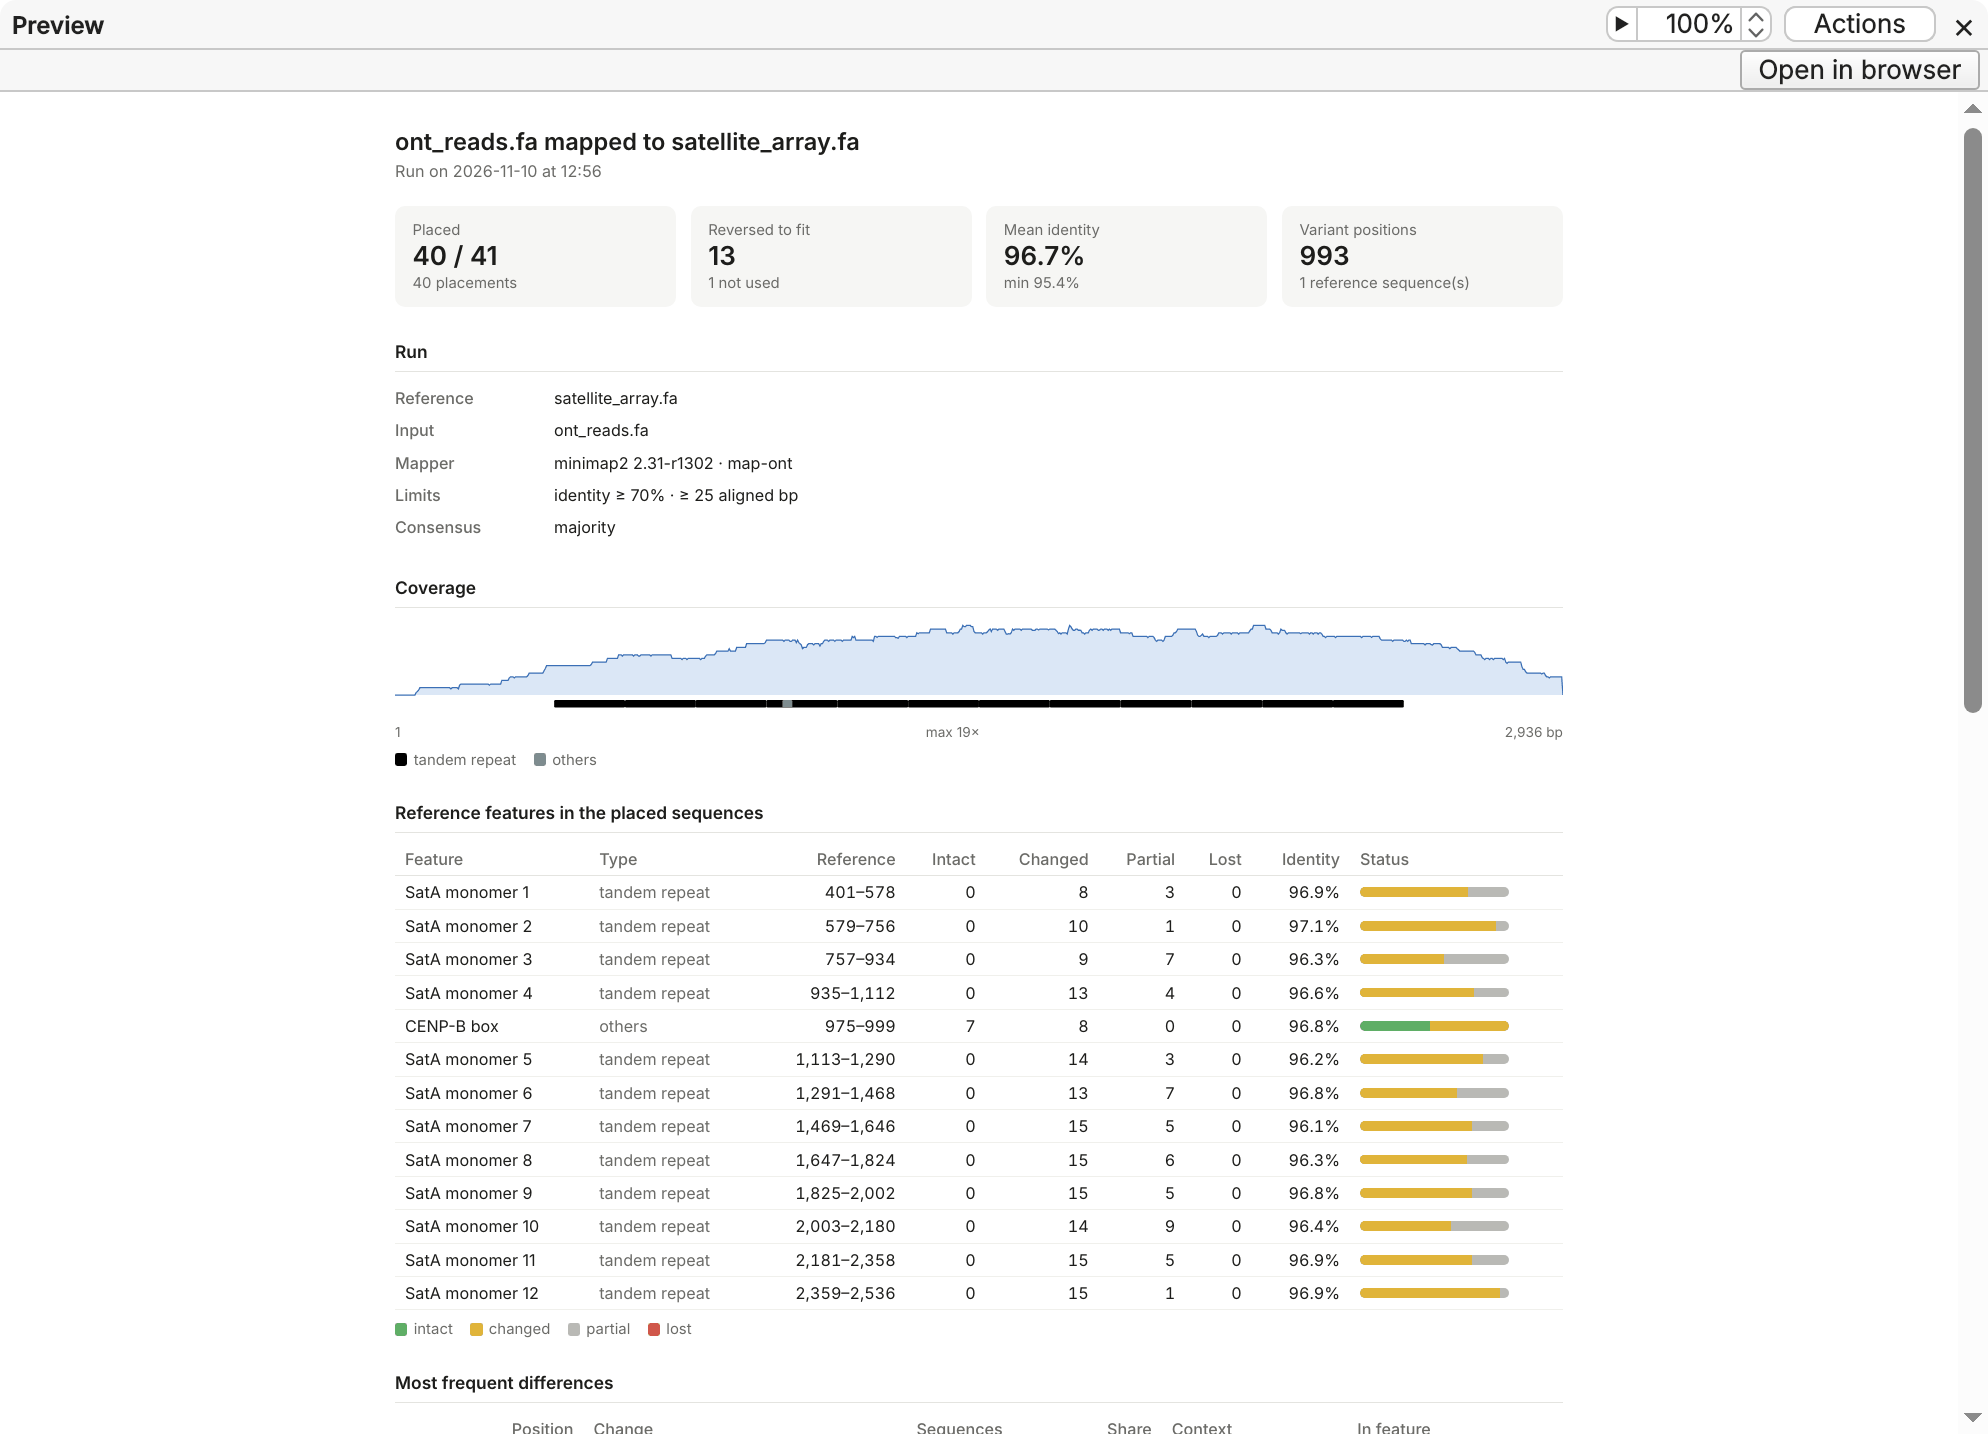 Preview
100%
Actions
Open in browser
ont_reads.fa mapped to satellite_array.fa
Run on 2026-11-10 at 12:56
Placed
40 / 41
40 placements
Reversed to fit
13
1 not used
Mean identity
96.7%
min 95.4%
Variant positions
993
1 reference sequence(s)
Run
Reference satellite_array.fa
Input ont_reads.fa
Mapper minimap2 2.31-r1302 · map-ont
Limits identity ≥ 70% · ≥ 25 aligned bp
Consensus majority
Coverage
1 max 19× 2,936 bp
tandem repeat others
Reference features in the placed sequences
Feature Type Reference Intact Changed Partial Lost Identity Status
SatA monomer 1 tandem repeat 401–578 0 8 3 0 96.9%
SatA monomer 2 tandem repeat 579–756 0 10 1 0 97.1%
SatA monomer 3 tandem repeat 757–934 0 9 7 0 96.3%
SatA monomer 4 tandem repeat 935–1,112 0 13 4 0 96.6%
CENP-B box others 975–999 7 8 0 0 96.8%
SatA monomer 5 tandem repeat 1,113–1,290 0 14 3 0 96.2%
SatA monomer 6 tandem repeat 1,291–1,468 0 13 7 0 96.8%
SatA monomer 7 tandem repeat 1,469–1,646 0 15 5 0 96.1%
SatA monomer 8 tandem repeat 1,647–1,824 0 15 6 0 96.3%
SatA monomer 9 tandem repeat 1,825–2,002 0 15 5 0 96.8%
SatA monomer 10 tandem repeat 2,003–2,180 0 14 9 0 96.4%
SatA monomer 11 tandem repeat 2,181–2,358 0 15 5 0 96.9%
SatA monomer 12 tandem repeat 2,359–2,536 0 15 1 0 96.9%
intact changed partial lost
Most frequent differences
Position Change Sequences Share Context In feature